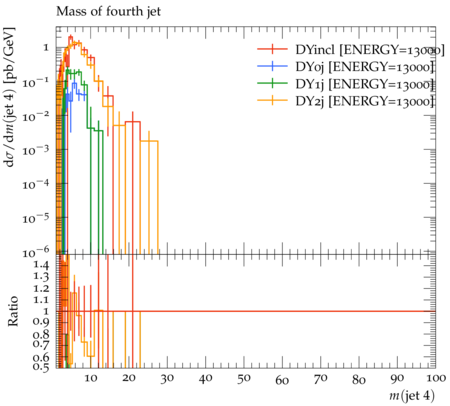 Mass of fourth jet
dσ/dm(jet 4) [pb/GeV]
DYincl [ENERGY=13000]
DY0j [ENERGY=13000]
DY1j [ENERGY=13000]
DY2j [ENERGY=13000]
1
10⁻¹
10⁻²
10⁻³
10⁻⁴
10⁻⁵
10⁻⁶
Ratio
1.4
1.3
1.2
1.1
1
0.9
0.8
0.7
0.6
0.5
10 20 30 40 50 60 70 80 90 100
m(jet 4)